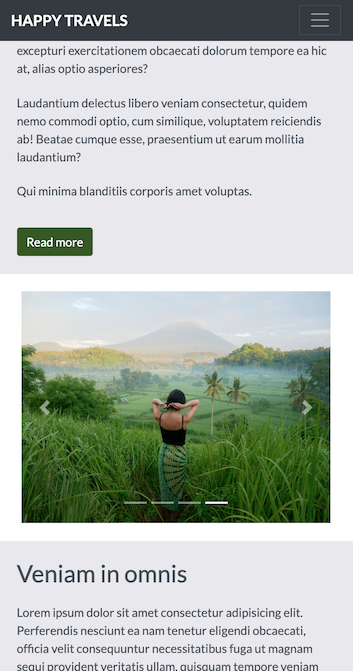 HAPPY TRAVELS
excepturi exercitationem obcaecati dolorum tempore ea hic
at, alias optio asperiores?
Laudantium delectus libero veniam consectetur, quidem
nemo commodi optio, cum similique, voluptatem reiciendis
ab! Beatae cumque esse, praesentium ut earum mollitia
laudantium?
Qui minima blanditiis corporis amet voluptas.
Read more
Veniam in omnis
Lorem ipsum dolor sit amet consectetur adipisicing elit.
Perferendis nesciunt ea nam tenetur eligendi obcaecati,
officia velit consequuntur necessitatibus fuga ut magnam
sequi provident veritatis ullam, quisquam tempore veniam